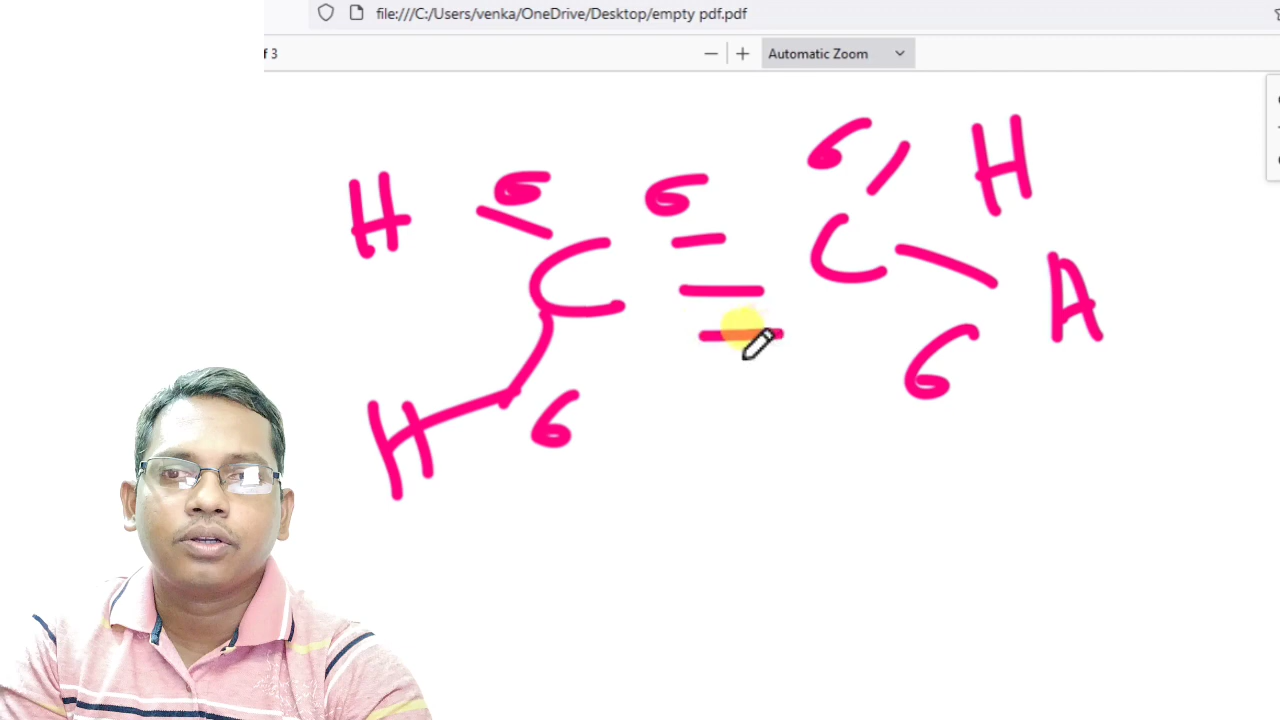 file:///C:/Users/venka/OneDrive/Desktop/empty pdf.pdf
f 3
Automatic Zoom
H 6 6 6 H
C C
H 6 6 H